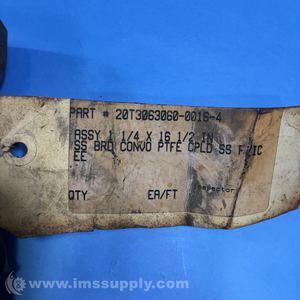 PART # 20T3063060-0016-4
ASSY 1 1/4 X 16 1/2 IN
SS BRD CONVO PTFE CPLD SS F JIC
EE
QTY EA/FT Inspector
www.imssupply.com